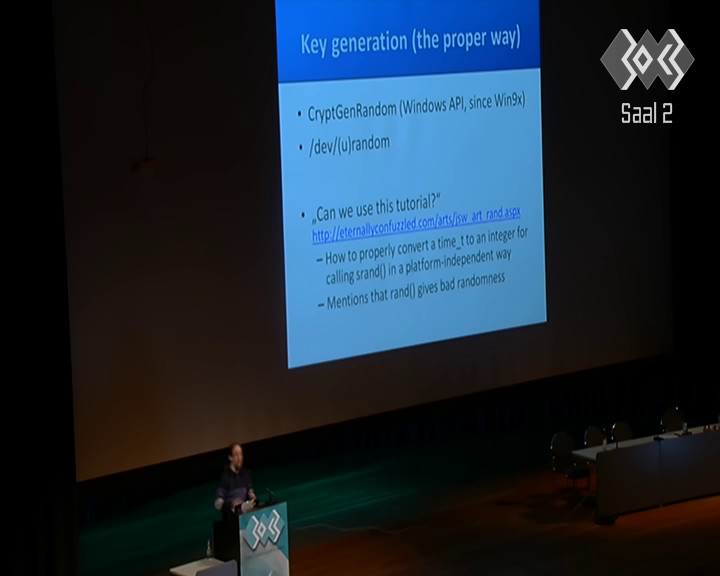 Key generation (the proper way)
• CryptGenRandom (Windows API, since Win9x)
• /dev/(u)random
• „Can we use this tutorial?“
http://eternallyconfuzzled.com/arts/jsw_art_rand.aspx
– How to properly convert a time_t to an integer for
calling srand() in a platform-independent way
– Mentions that rand() gives bad randomness
Saal 2